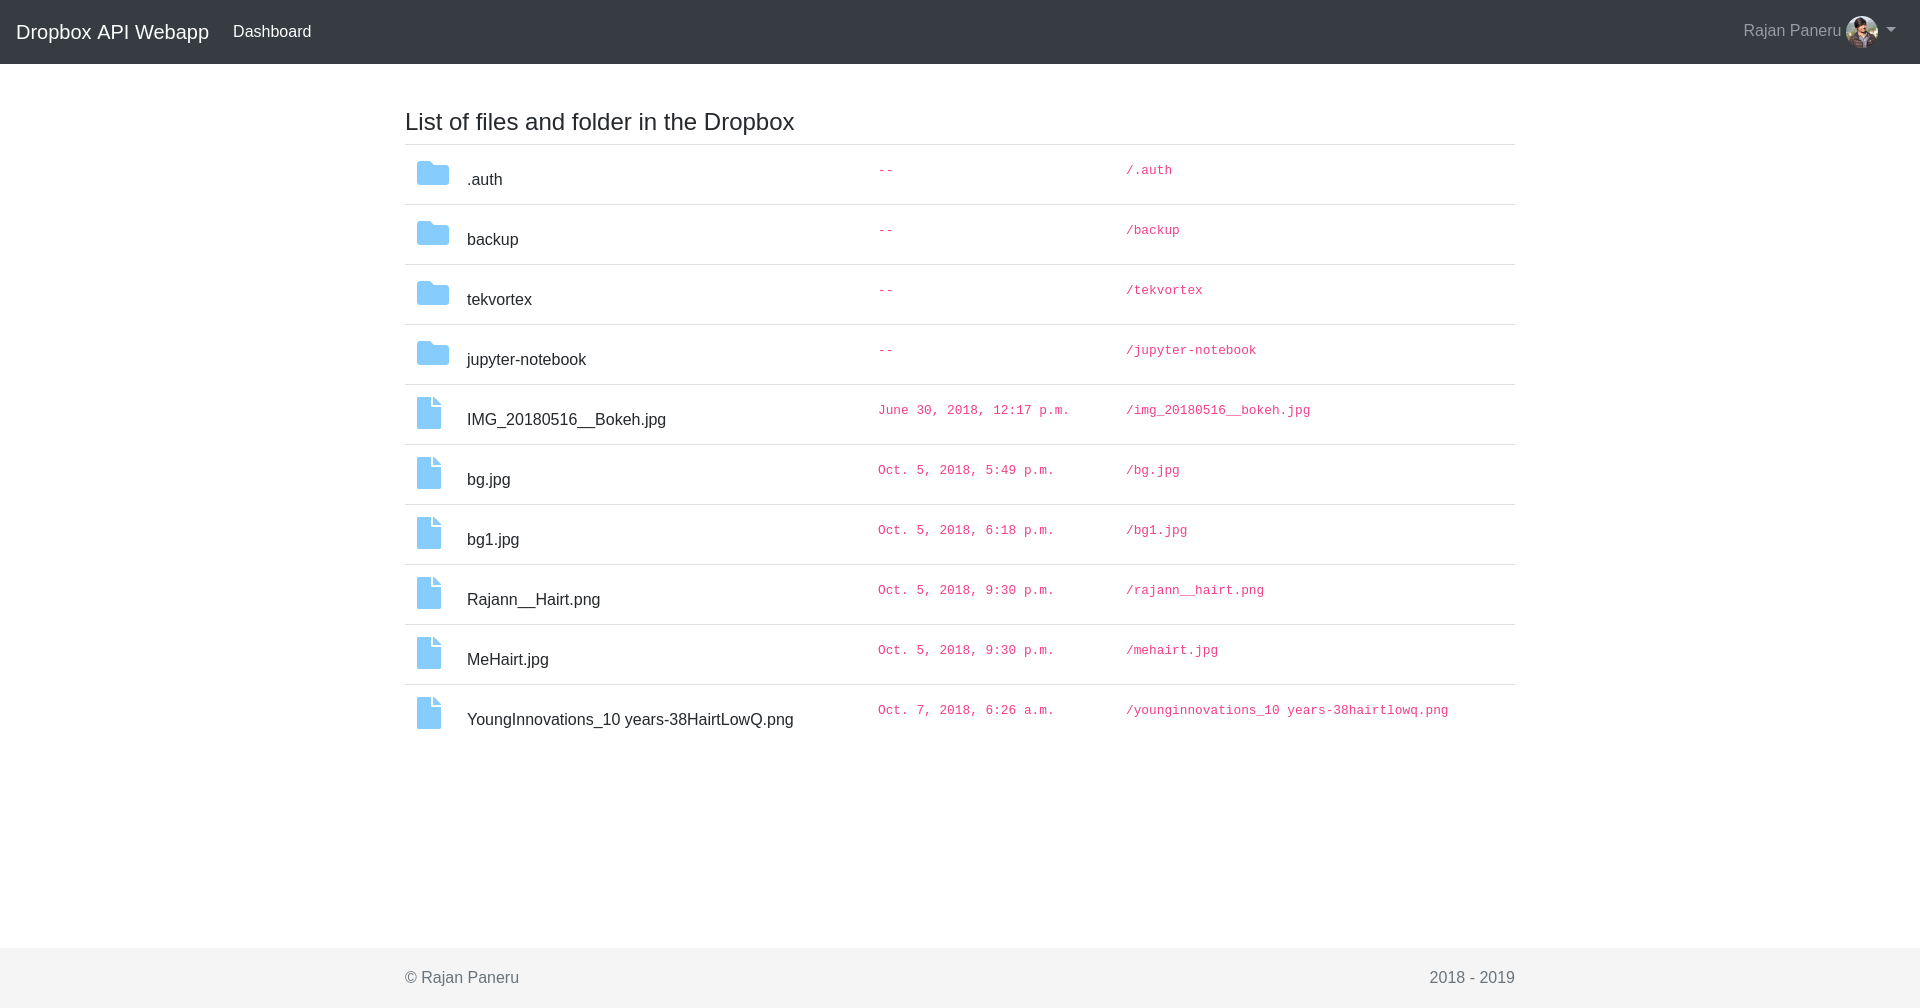 Dropbox API Webapp Dashboard Rajan Paneru
List of files and folder in the Dropbox
.auth -- /.auth
backup -- /backup
tekvortex -- /tekvortex
jupyter-notebook -- /jupyter-notebook
IMG_20180516__Bokeh.jpg June 30, 2018, 12:17 p.m. /img_20180516__bokeh.jpg
bg.jpg Oct. 5, 2018, 5:49 p.m. /bg.jpg
bg1.jpg Oct. 5, 2018, 6:18 p.m. /bg1.jpg
Rajann__Hairt.png Oct. 5, 2018, 9:30 p.m. /rajann__hairt.png
MeHairt.jpg Oct. 5, 2018, 9:30 p.m. /mehairt.jpg
YoungInnovations_10 years-38HairtLowQ.png Oct. 7, 2018, 6:26 a.m. /younginnovations_10 years-38hairtlowq.png
© Rajan Paneru 2018 - 2019